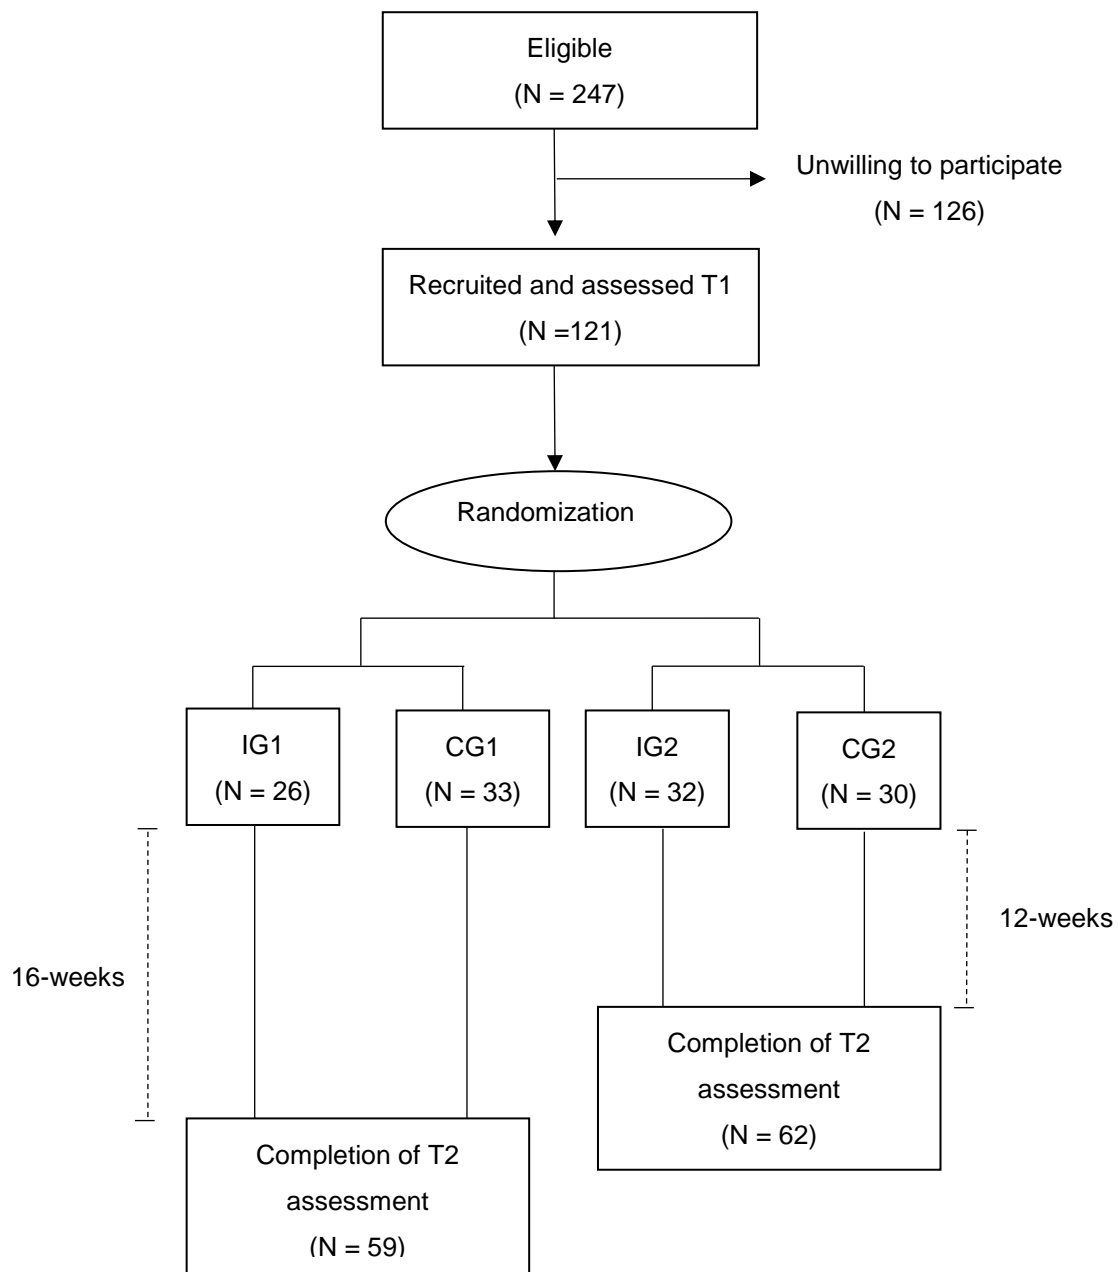 Eligible
(N = 247)
Unwilling to participate
(N = 126)
Recruited and assessed T1
(N =121)
Randomization
IG1
(N = 26)
CG1
(N = 33)
IG2
(N = 32)
CG2
(N = 30)
16-weeks
12-weeks
Completion of T2
assessment
(N = 62)
Completion of T2
assessment
(N = 59)